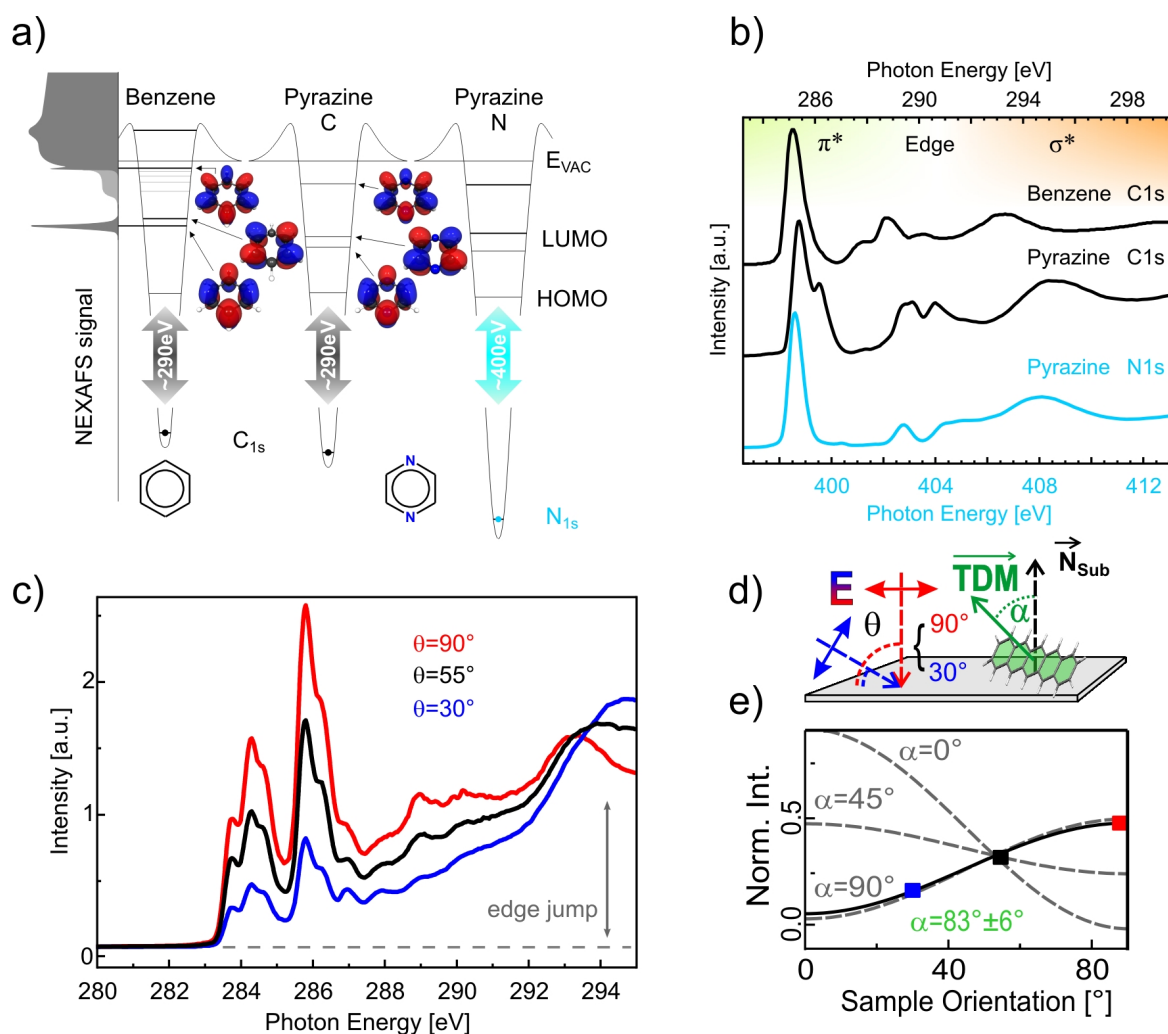 a)
Benzene
Pyrazine
C
Pyrazine
N
E_VAC
LUMO
HOMO
NEXAFS signal
~290eV
~290eV
~400eV
C_1s
N
N
N_1s
b)
Photon Energy [eV]
286 290 294 298
π* Edge σ*
Benzene C1s
Pyrazine C1s
Pyrazine N1s
Intensity [a.u.]
400 404 408 412
Photon Energy [eV]
c)
θ=90°
θ=55°
θ=30°
2
1
0
Intensity [a.u.]
edge jump
280 282 284 286 288 290 292 294
Photon Energy [eV]
d)
E
θ
90°
30°
TDM
α
N_Sub
e)
α=0°
α=45°
α=90°
α=83°±6°
0.5
0.0
Norm. Int.
0 40 80
Sample Orientation [°]